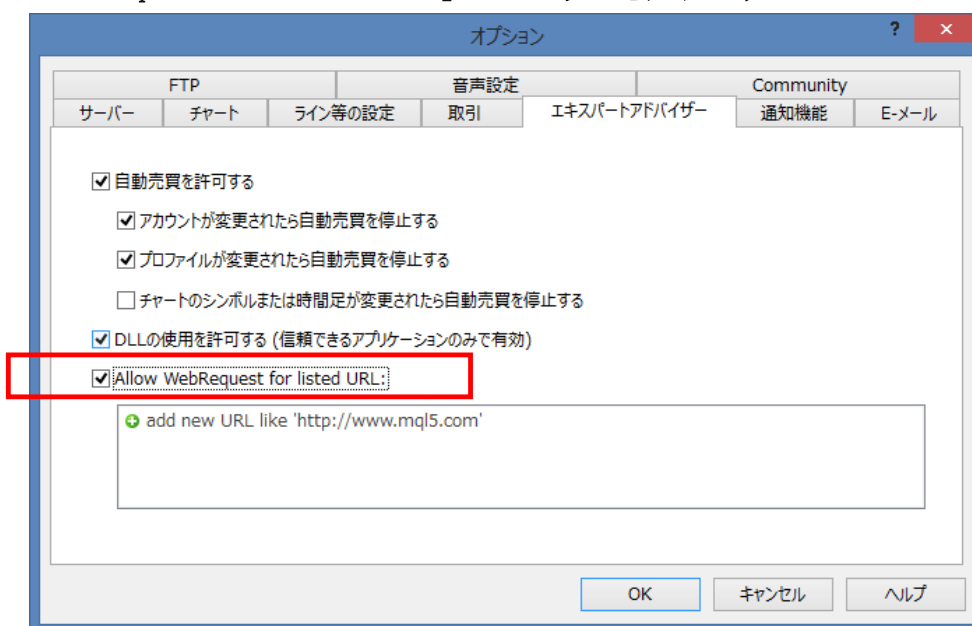 オプション
?
×
FTP 音声設定 Community
サーバー チャート ライン等の設定 取引 エキスパートアドバイザー 通知機能 E-メール
自動売買を許可する
アカウントが変更されたら自動売買を停止する
プロファイルが変更されたら自動売買を停止する
チャートのシンボルまたは時間足が変更されたら自動売買を停止する
DLLの使用を許可する (信頼できるアプリケーションのみで有効)
Allow WebRequest for listed URL:
add new URL like 'http://www.mql5.com'
OK キャンセル ヘルプ